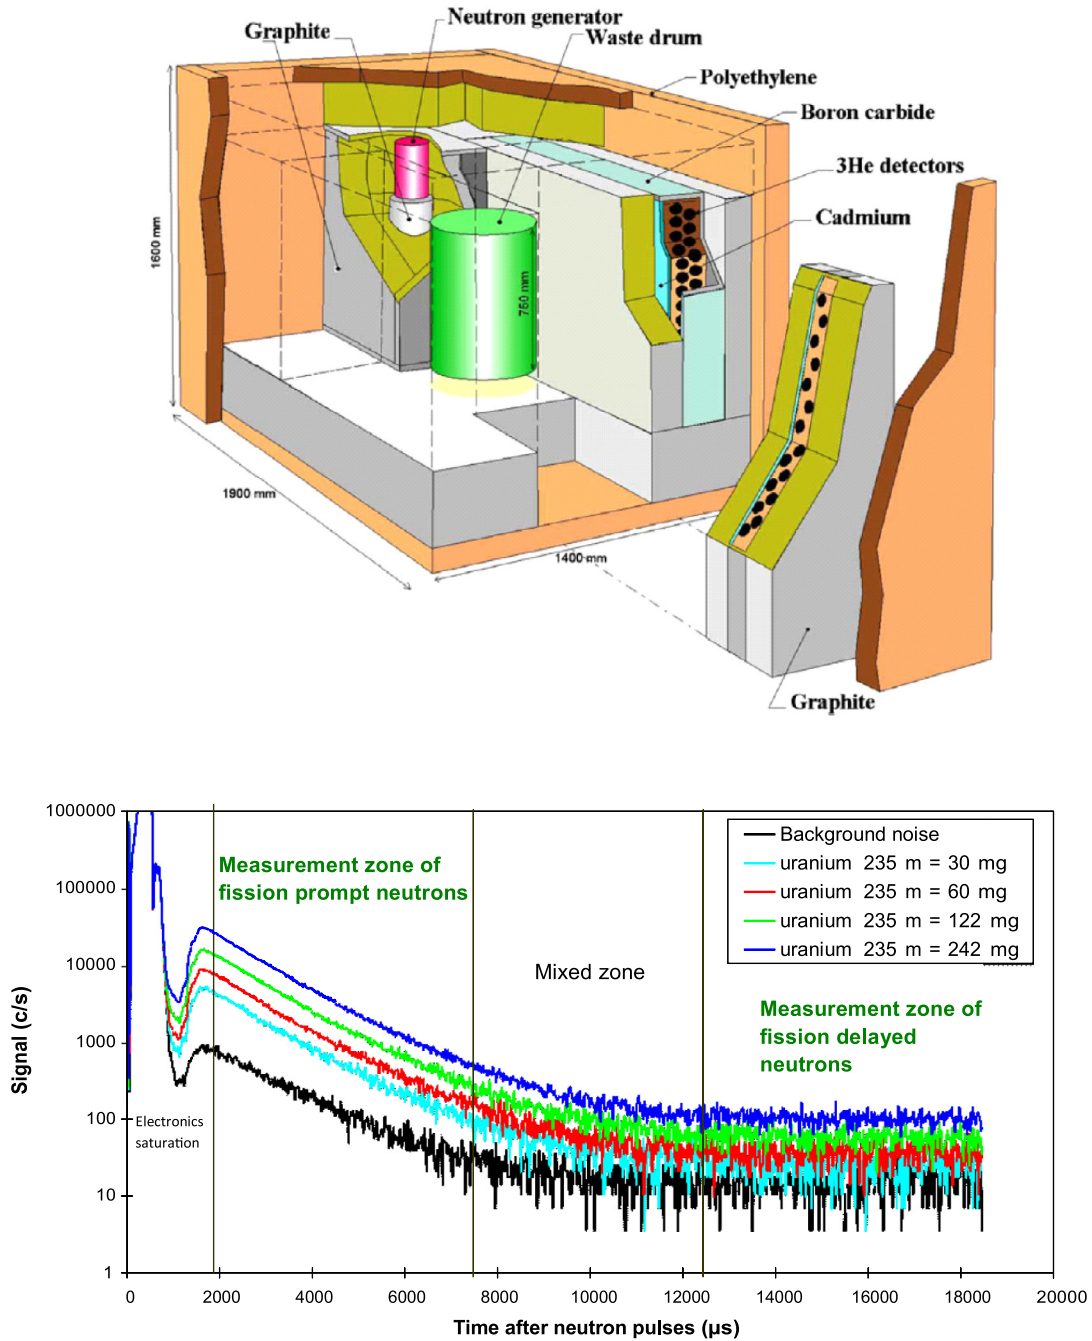 Neutron generator
Graphite
Waste drum
Polyethylene
Boron carbide
3He detectors
Cadmium
1600 mm
750 mm
1900 mm
1400 mm
Graphite
1000000
100000
10000
1000
100
10
1
Signal (c/s)
Measurement zone of
fission prompt neutrons
Mixed zone
Background noise
uranium 235 m = 30 mg
uranium 235 m = 60 mg
uranium 235 m = 122 mg
uranium 235 m = 242 mg
Measurement zone of
fission delayed
neutrons
Electronics
saturation
0 2000 4000 6000 8000 10000 12000 14000 16000 18000 20000
Time after neutron pulses (µs)